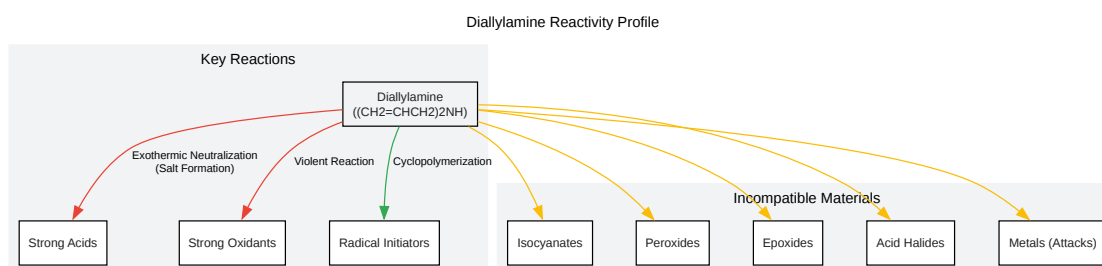 Diallylamine Reactivity Profile
Key Reactions
Diallylamine
((CH2=CHCH2)2NH)
Exothermic Neutralization
(Salt Formation)
Violent Reaction
Cyclopolymerization
Incompatible Materials
Strong Acids
Strong Oxidants
Radical Initiators
Isocyanates
Peroxides
Epoxides
Acid Halides
Metals (Attacks)